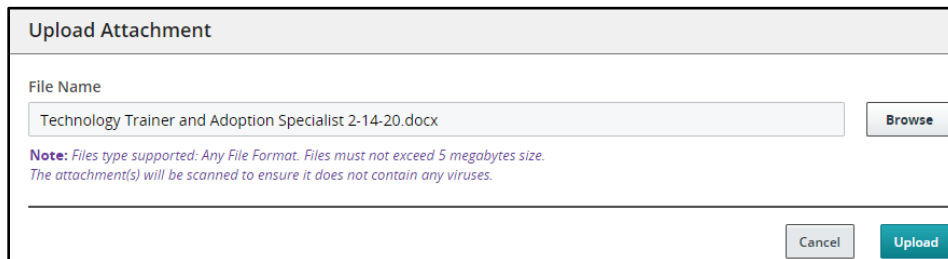 Upload Attachment
File Name
Technology Trainer and Adoption Specialist 2-14-20.docx
Browse
Note: Files type supported: Any File Format. Files must not exceed 5 megabytes size.
The attachment(s) will be scanned to ensure it does not contain any viruses.
Cancel
Upload